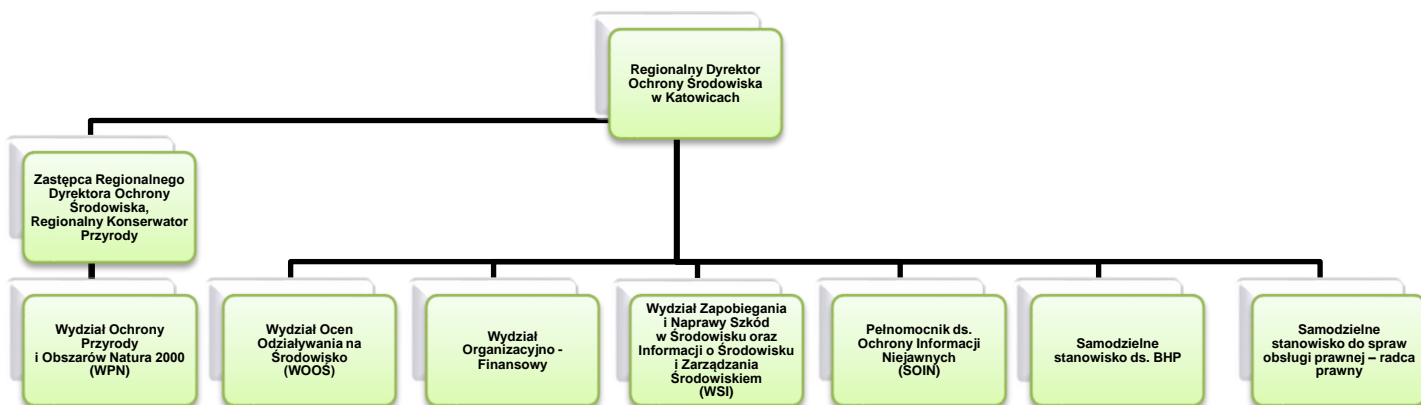 Regionalny Dyrektor
Ochrony Środowiska
w Katowicach
Zastępca Regionalnego
Dyrektora Ochrony
Środowiska,
Regionalny Konserwator
Przyrody
Wydział Ochrony
Przyrody
i Obszarów Natura 2000
(WPN)
Wydział Ocen
Odziaływania na
Środowisko
(WOOŚ)
Wydział
Organizacyjno -
Finansowy
Wydział Zapobiegania
i Naprawy Szkód
w Środowisku oraz
Informacji o Środowisku
i Zarządzania
Środowiskiem
(WSI)
Pełnomocnik ds.
Ochrony Informacji
Niejawnych
(SOIN)
Samodzielne
stanowisko ds. BHP
Samodzielne
stanowisko do spraw
obsługi prawnej – radca
prawny